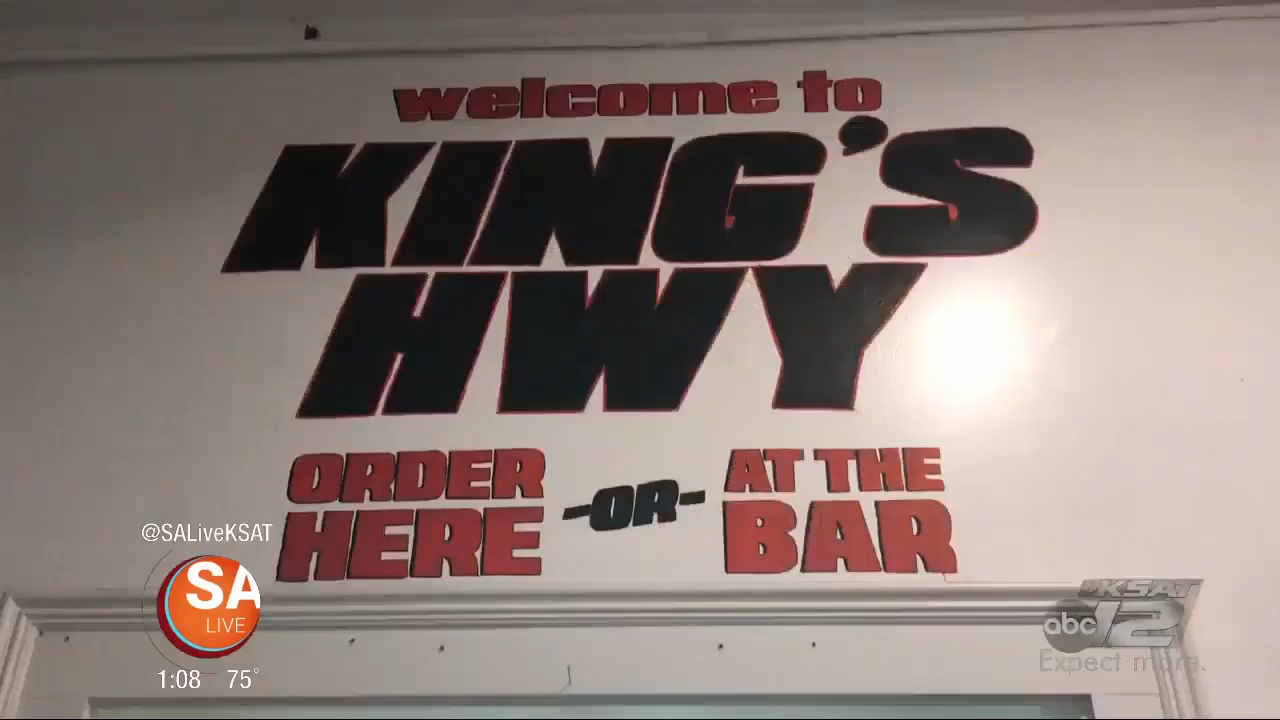 welcome to
KING'S
HWY
ORDER
HERE
-OR-
AT THE
BAR
@SALiveKSAT
SA
LIVE
1:08 75°
KSAT
abc 12
Expect more.